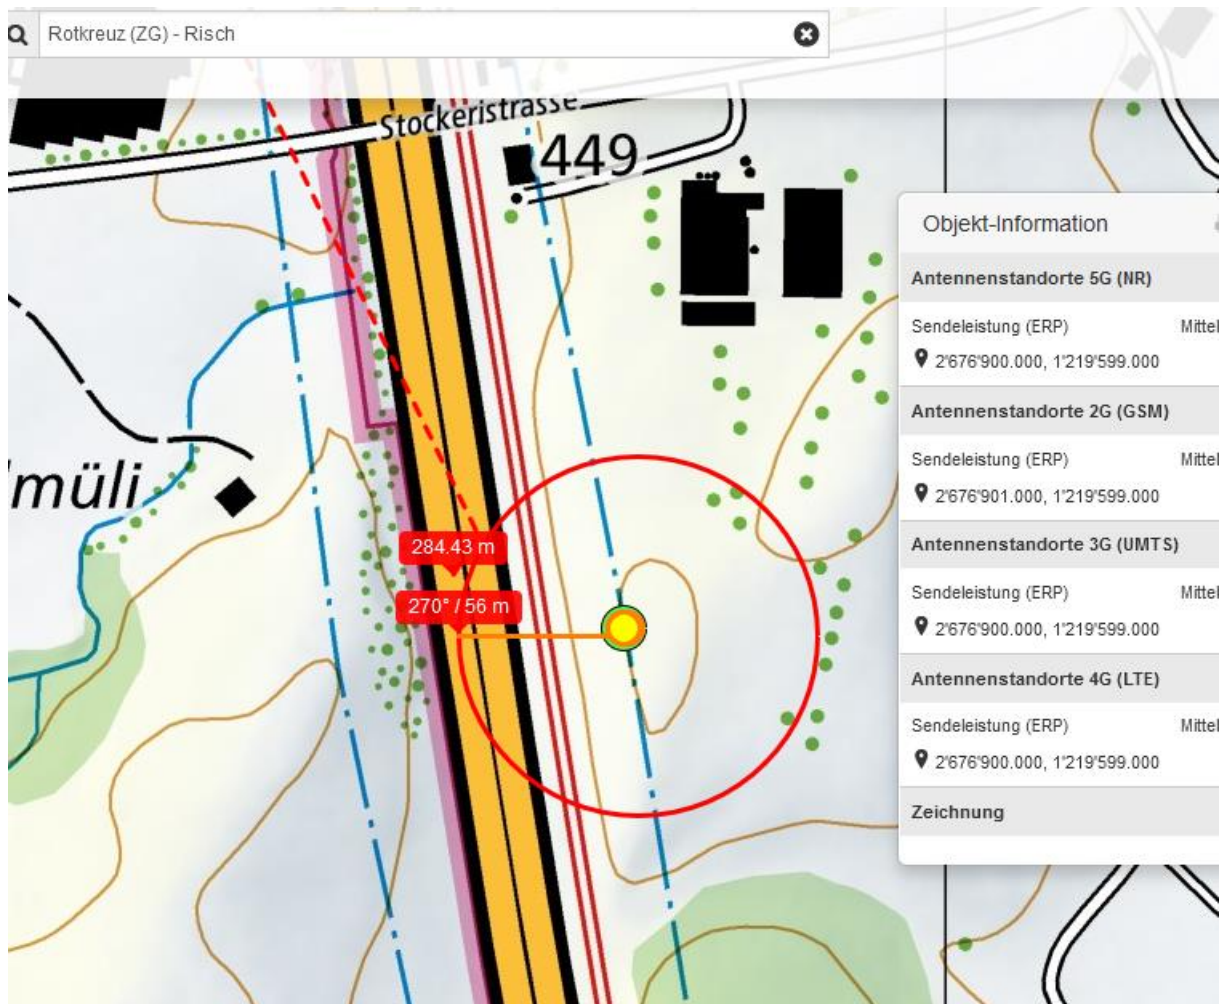 Rotkreuz (ZG) - Risch
Stockeristrasse
449
müli
284.43 m
270° / 56 m
Objekt-Information
Antennenstandorte 5G (NR)
Sendeleistung (ERP) Mittel
2'676'900.000, 1'219'599.000
Antennenstandorte 2G (GSM)
Sendeleistung (ERP) Mittel
2'676'901.000, 1'219'599.000
Antennenstandorte 3G (UMTS)
Sendeleistung (ERP) Mittel
2'676'900.000, 1'219'599.000
Antennenstandorte 4G (LTE)
Sendeleistung (ERP) Mittel
2'676'900.000, 1'219'599.000
Zeichnung